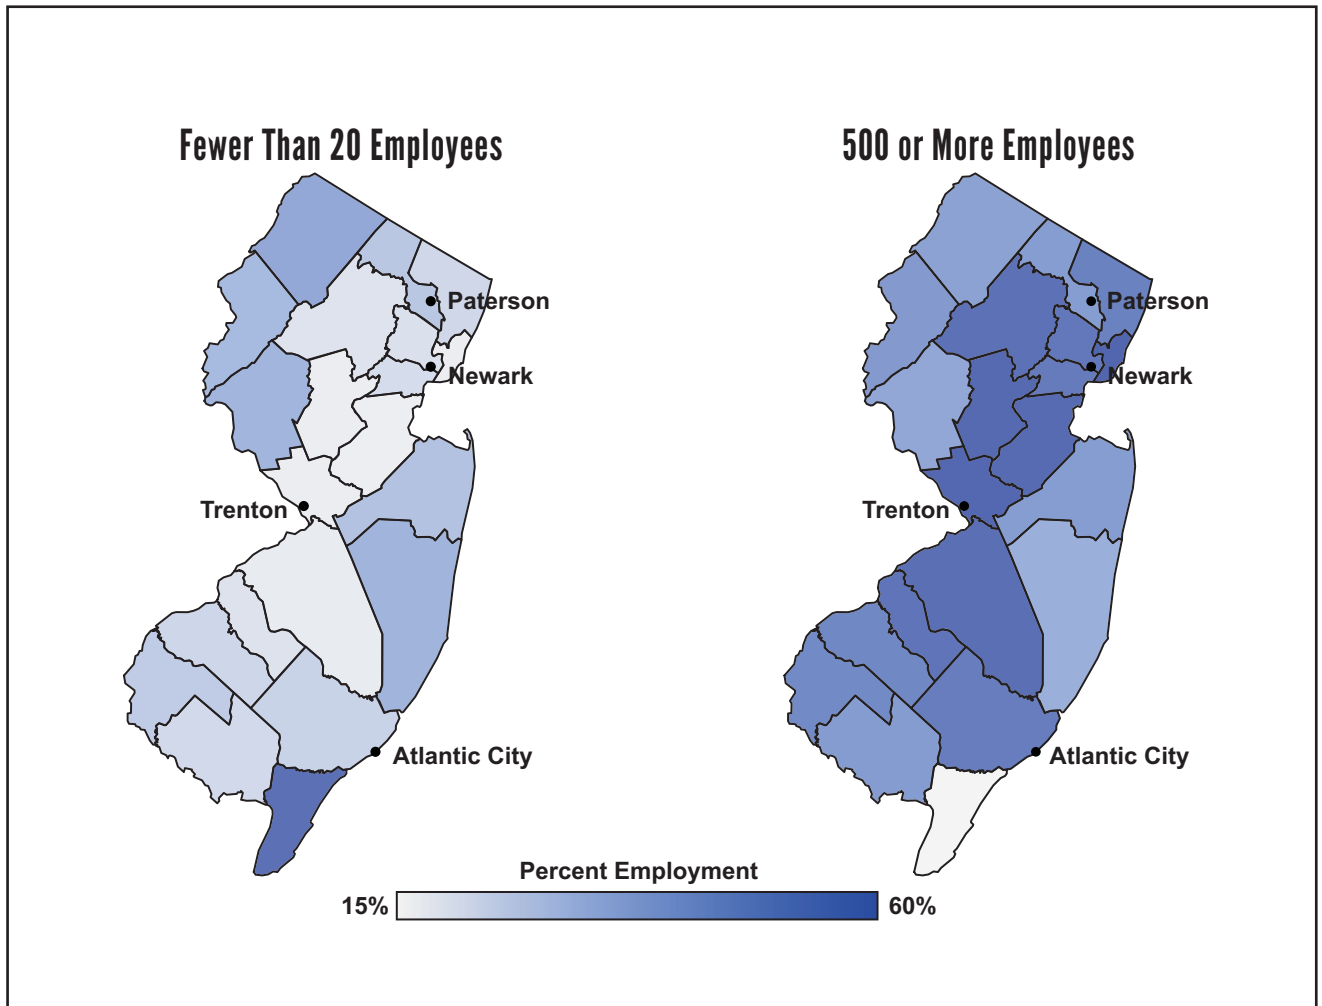 Fewer Than 20 Employees
500 or More Employees
Paterson
Newark
Trenton
Atlantic City
Paterson
Newark
Trenton
Atlantic City
Percent Employment
15%
60%